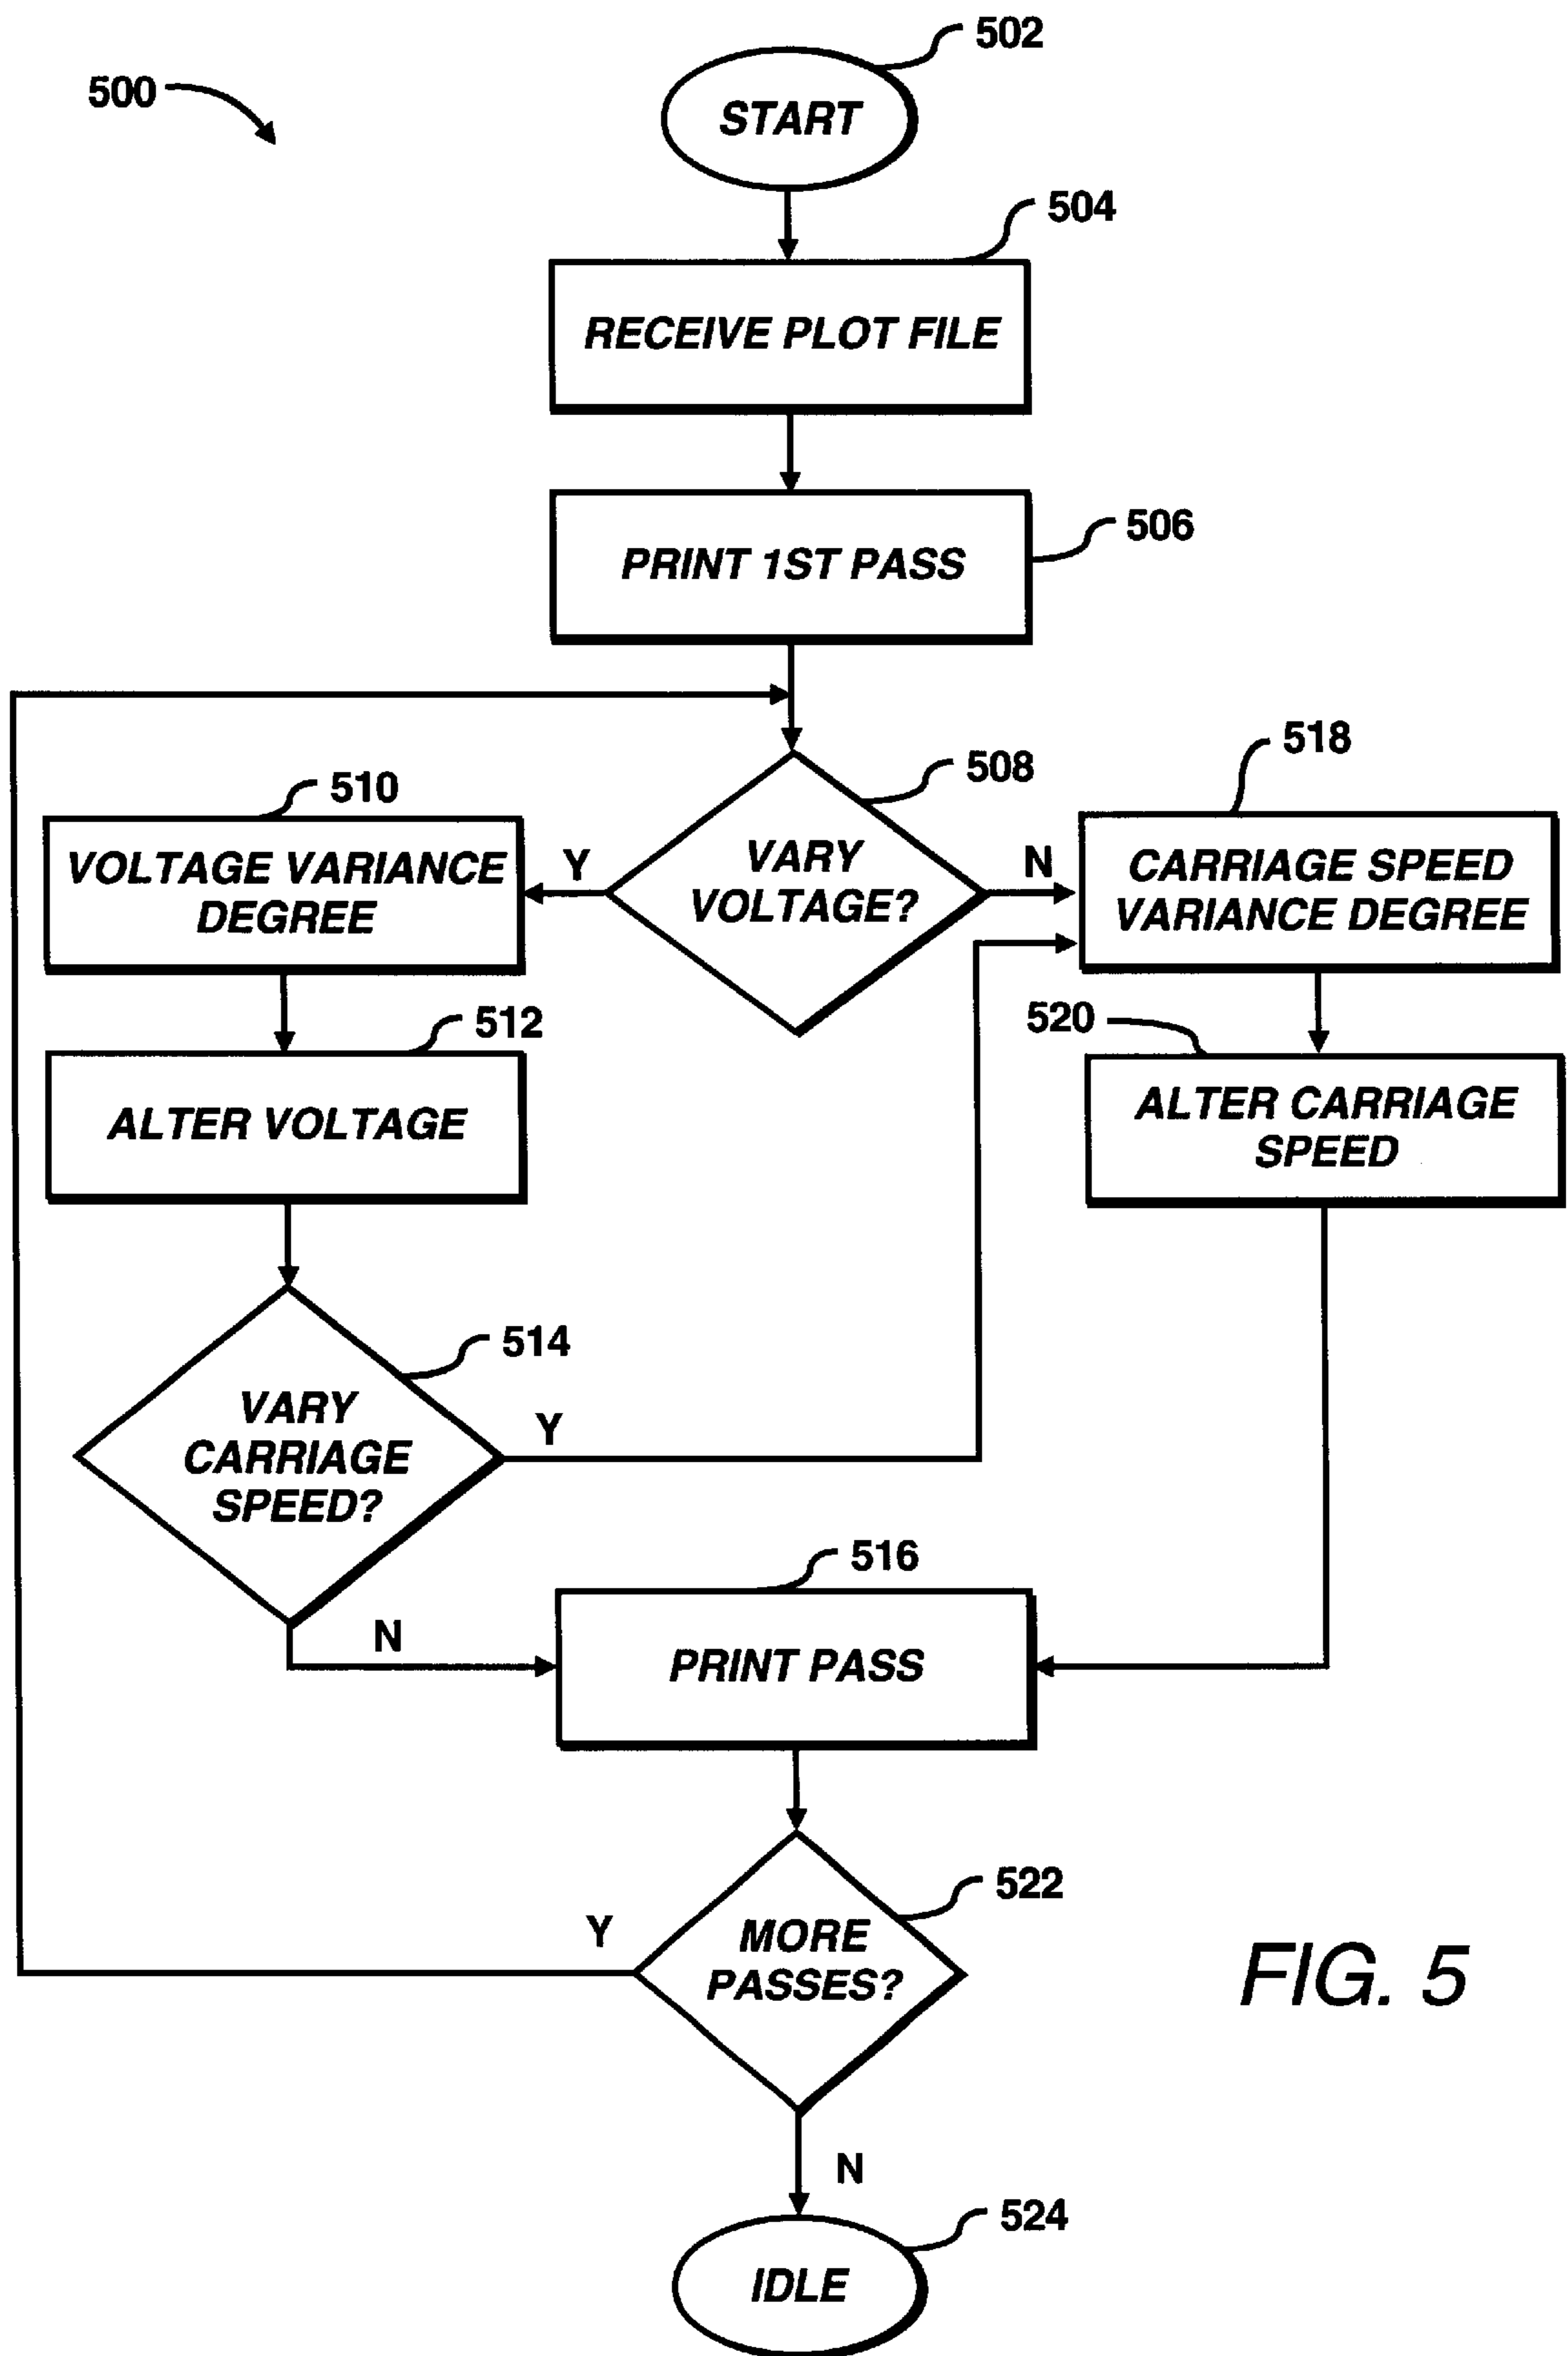 502
500
START
504
RECEIVE PLOT FILE
506
PRINT 1ST PASS
508
518
510
VOLTAGE VARIANCE
DEGREE
Y
VARY
VOLTAGE?
N
CARRIAGE SPEED
VARIANCE DEGREE
512
520
ALTER VOLTAGE
ALTER CARRIAGE
SPEED
514
VARY
CARRIAGE
SPEED?
Y
516
N
PRINT PASS
522
Y
MORE
PASSES?
FIG. 5
N
524
IDLE